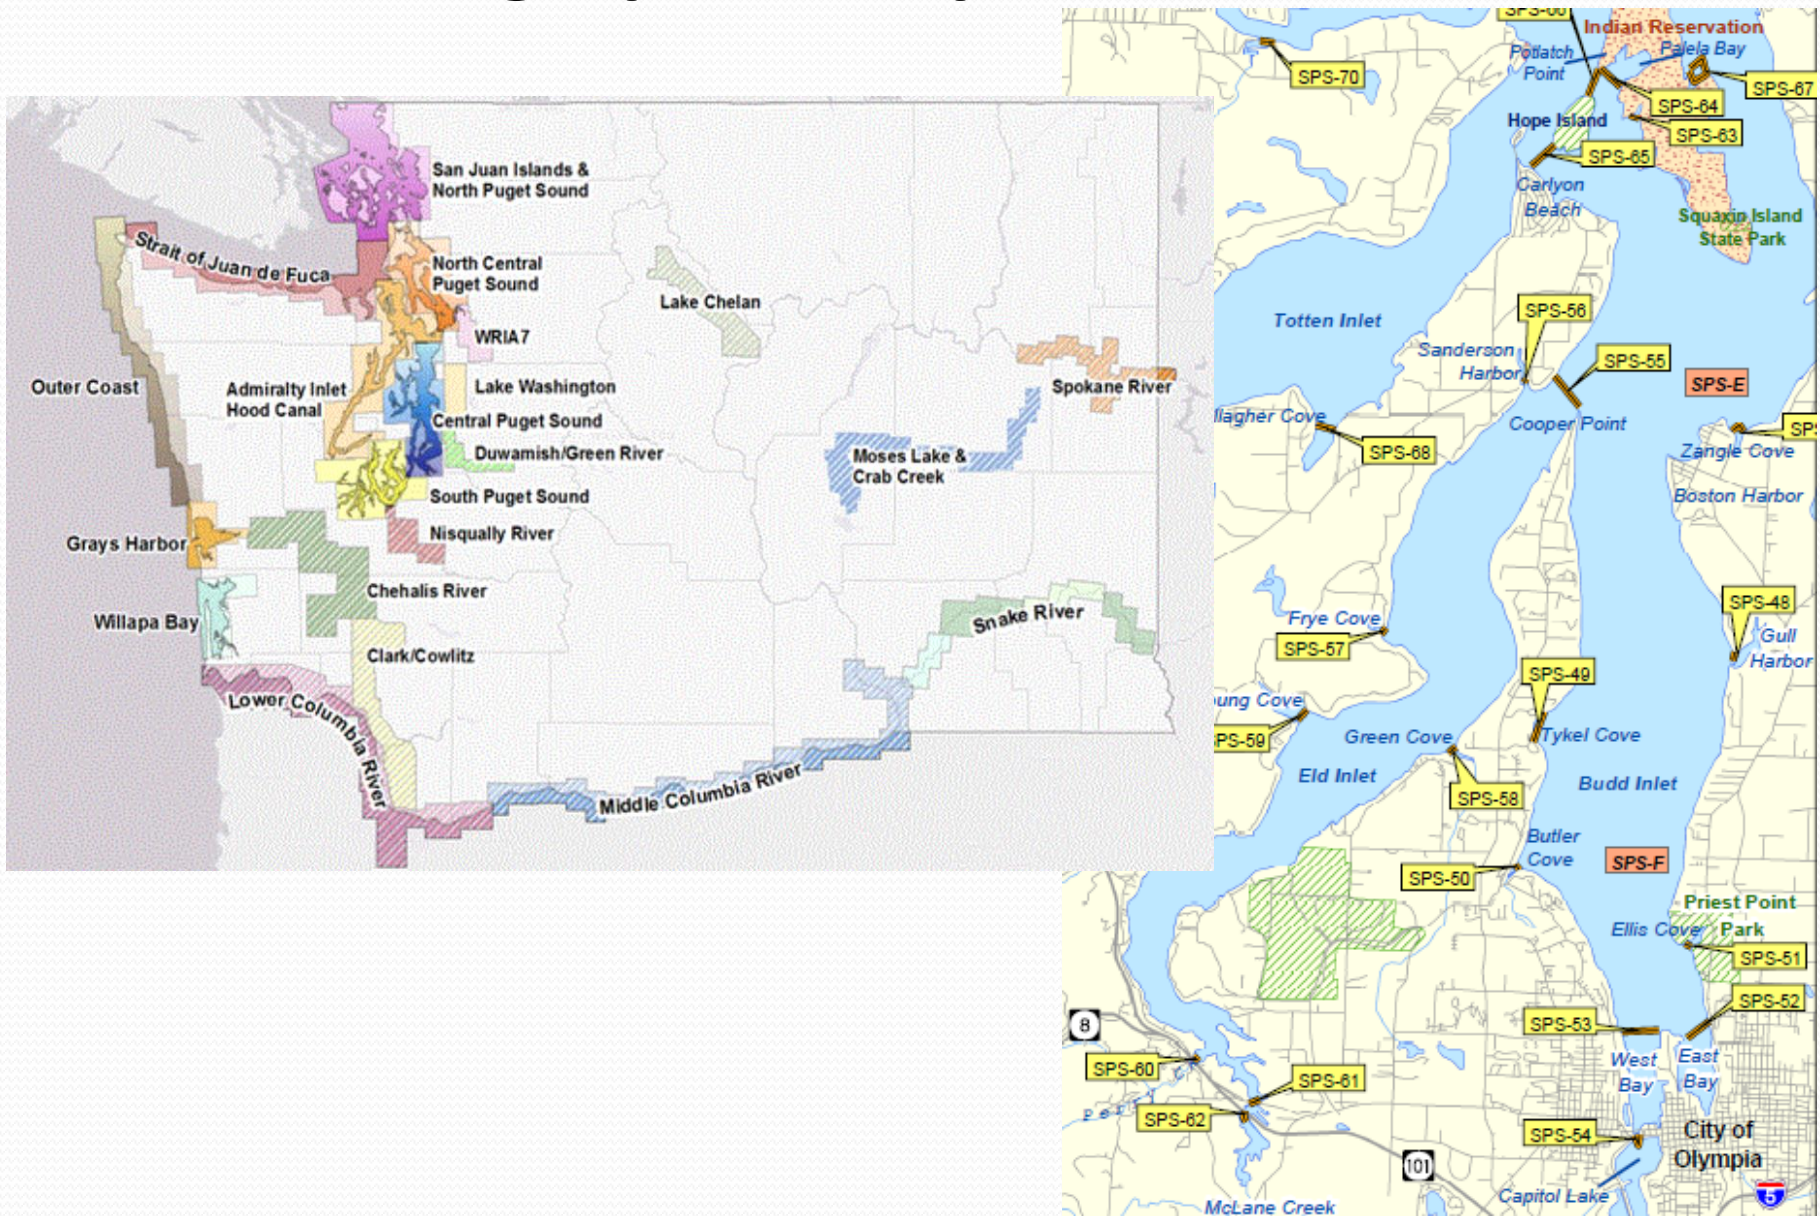 San Juan Islands &
North Puget Sound
Strait of Juan de Fuca
North Central
Puget Sound
Lake Chelan
WRIA7
Outer Coast
Admiralty Inlet
Hood Canal
Lake Washington
Spokane River
Central Puget Sound
Duwamish/Green River
Moses Lake &
Crab Creek
South Puget Sound
Nisqually River
Grays Harbor
Chehalis River
Willapa Bay
Snake River
Clark/Cowlitz
Lower Columbia River
Middle Columbia River
Indian Reservation
Potlatch
Point
Palela Bay
SPS-70
SPS-67
SPS-64
Hope Island
SPS-63
SPS-65
Carlyon
Beach
Squaxin Island
State Park
SPS-56
Totten Inlet
Sanderson
Harbor
SPS-55
SPS-E
Cooper Point
SPS-68
Zangle Cove
Boston Harbor
SPS-48
Frye Cove
SPS-57
Gull
Harbor
SPS-49
Cove
Green Cove
Tykel Cove
Eld Inlet
Budd Inlet
SPS-58
Butler
Cove
SPS-F
SPS-50
Priest Point
Park
Ellis Cove
SPS-51
SPS-52
8
SPS-53
West
Bay
East
Bay
SPS-60
SPS-61
SPS-62
SPS-54
City of
Olympia
101
Capitol Lake
5
McLane Creek